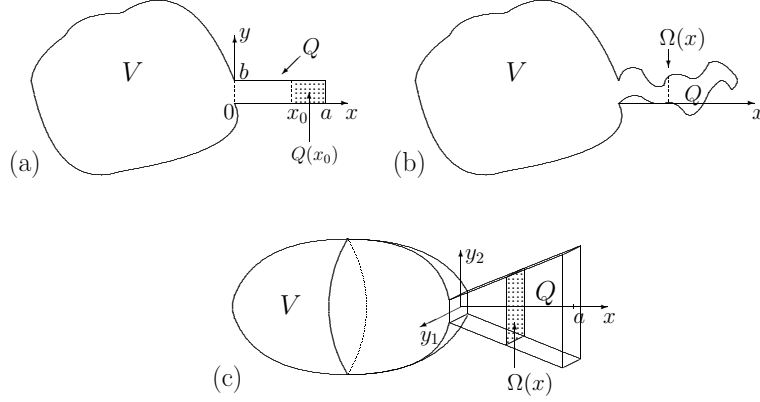 y
Q
V
b
0
x₀
a
x
Q(x₀)
(a)
Ω(x)
V
Q
x
(b)
y₂
V
Q
a
x
y₁
Ω(x)
(c)